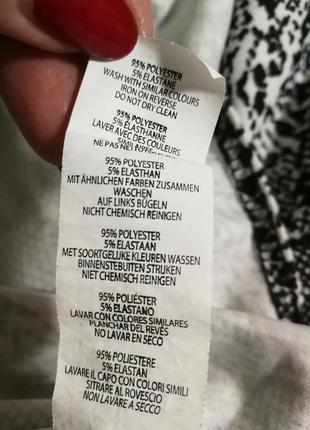 95% POLYESTER
5% ELASTANE
WASH WITH SIMILAR COLOURS
IRON ON REVERSE
DO NOT DRY CLEAN
95% POLYESTER
5% ÉLASTHANNE
LAVER AVEC DES COULEURS
NE PAS NE
95% POLYESTER
5% ELASTHAN
MIT ÄHNLICHEN FARBEN ZUSAMMEN
WASCHEN
AUF LINKS BÜGELN
NICHT CHEMISCH REINIGEN
95% POLYESTER
5% ELASTAAN
MET SOORTGELIJKE KLEUREN WASSEN
BINNENSTEBUITEN STRIJKEN
NIET CHEMISCH REINIGEN
95% POLIÉSTER
5% ELASTANO
LAVAR CON COLORES SIMILARES
PLANCHAR DEL REVÉS
NO LAVAR EN SECO
95% POLIESTERE
5% ELASTAN
LAVARE IL CAPO CON COLORI SIMILI
STIRARE AL ROVESCIO
NON LAVARE A SECCO